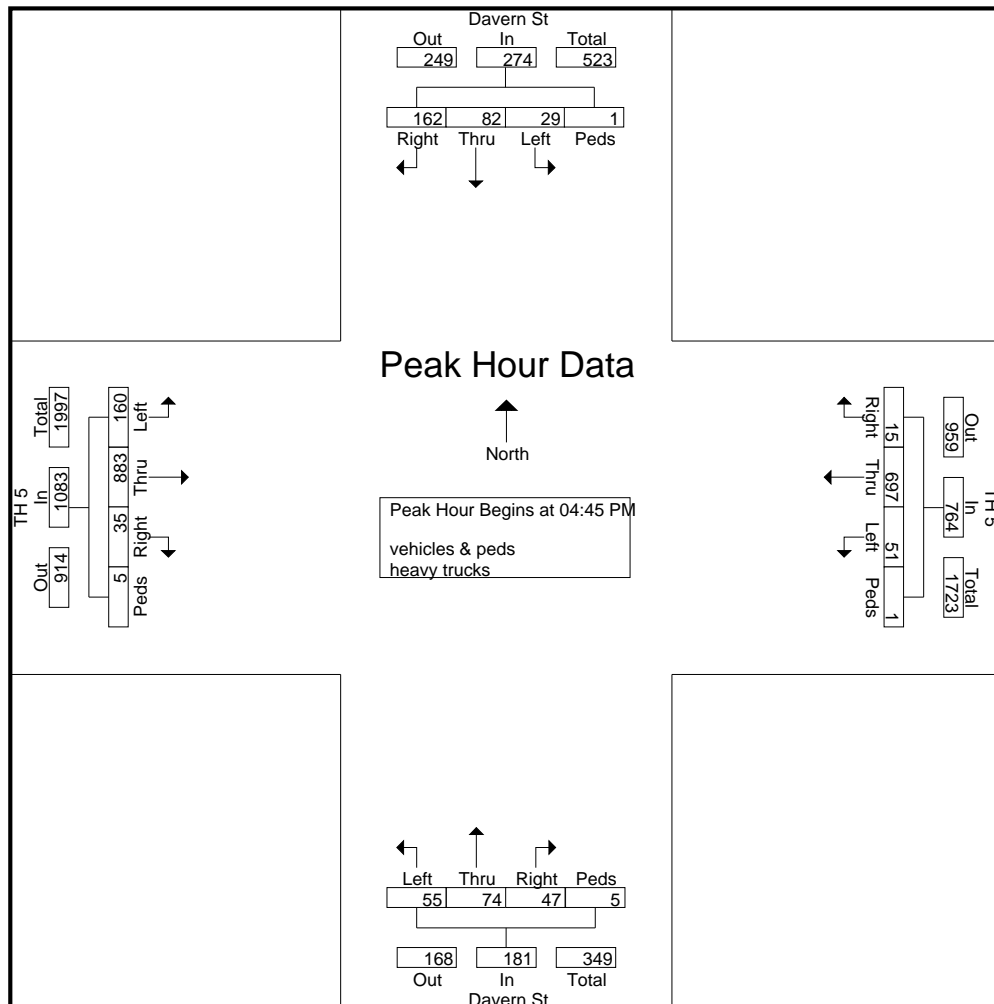 Davern St
Out In Total
249 274 523
162 82 29 1
Right Thru Left Peds
Peak Hour Data
North
Peak Hour Begins at 04:45 PM
vehicles & peds
heavy trucks
TH 5
Total In Out
1997 1083 914
160 883 35 5
Left Thru Right Peds
Right Thru Left Peds
15 697 51 1
Out In Total
959 764 1723
TH 5
Left Thru Right Peds
55 74 47 5
168 181 349
Out In Total
Davern St